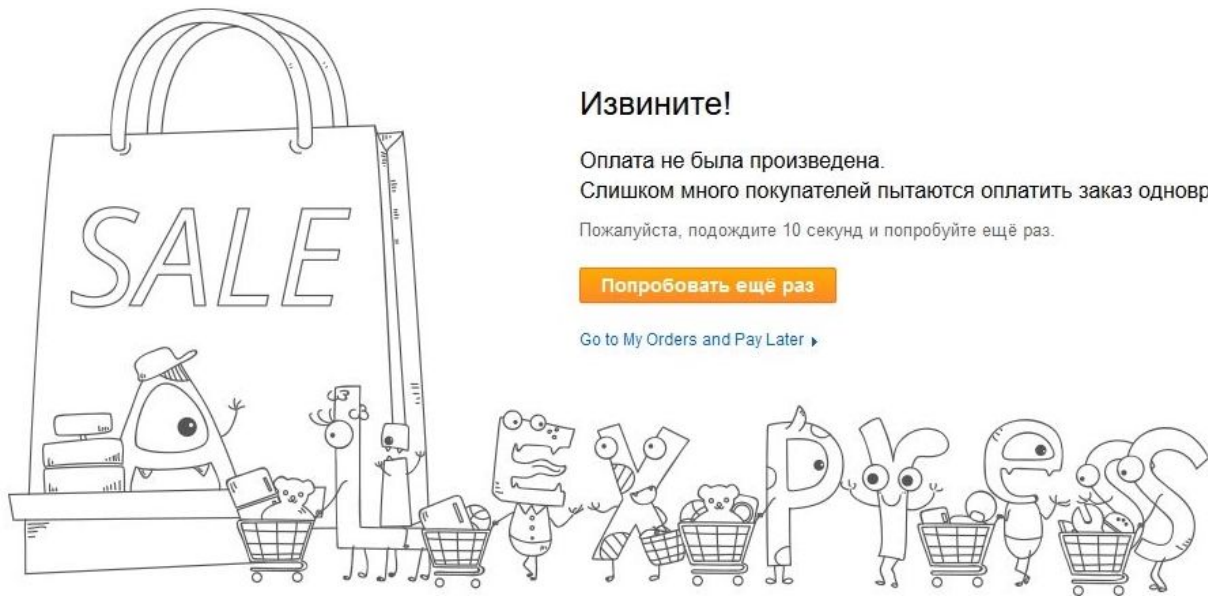 SALE
Извините!
Оплата не была произведена.
Слишком много покупателей пытаются оплатить заказ
Пожалуйста, подождите 10 секунд и попробуйте ещё раз.
Попробовать ещё раз
Go to My Orders and Pay Later
ALiEXPress